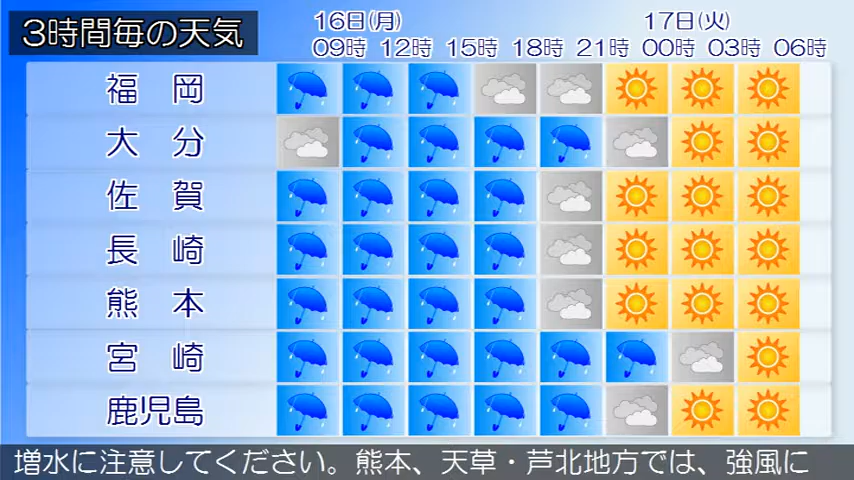 3時間毎の天気
16日(月) 17日(火)
09時 12時 15時 18時 21時 00時 03時 06時
福岡
大分
佐賀
長崎
熊本
宮崎
鹿児島
増水に注意してください。熊本、天草・芦北地方では、強風に